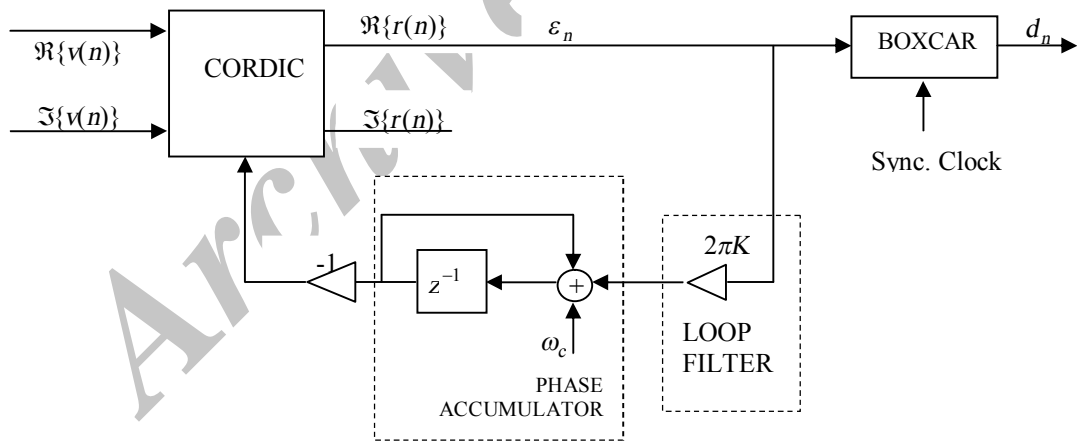 ℜ{v(n)}
ℑ{v(n)}
CORDIC
ℜ{r(n)}
ε_n
ℑ{r(n)}
BOXCAR
d_n
Sync. Clock
-1
z⁻¹
+
ω_c
PHASE
ACCUMULATOR
2πK
LOOP
FILTER